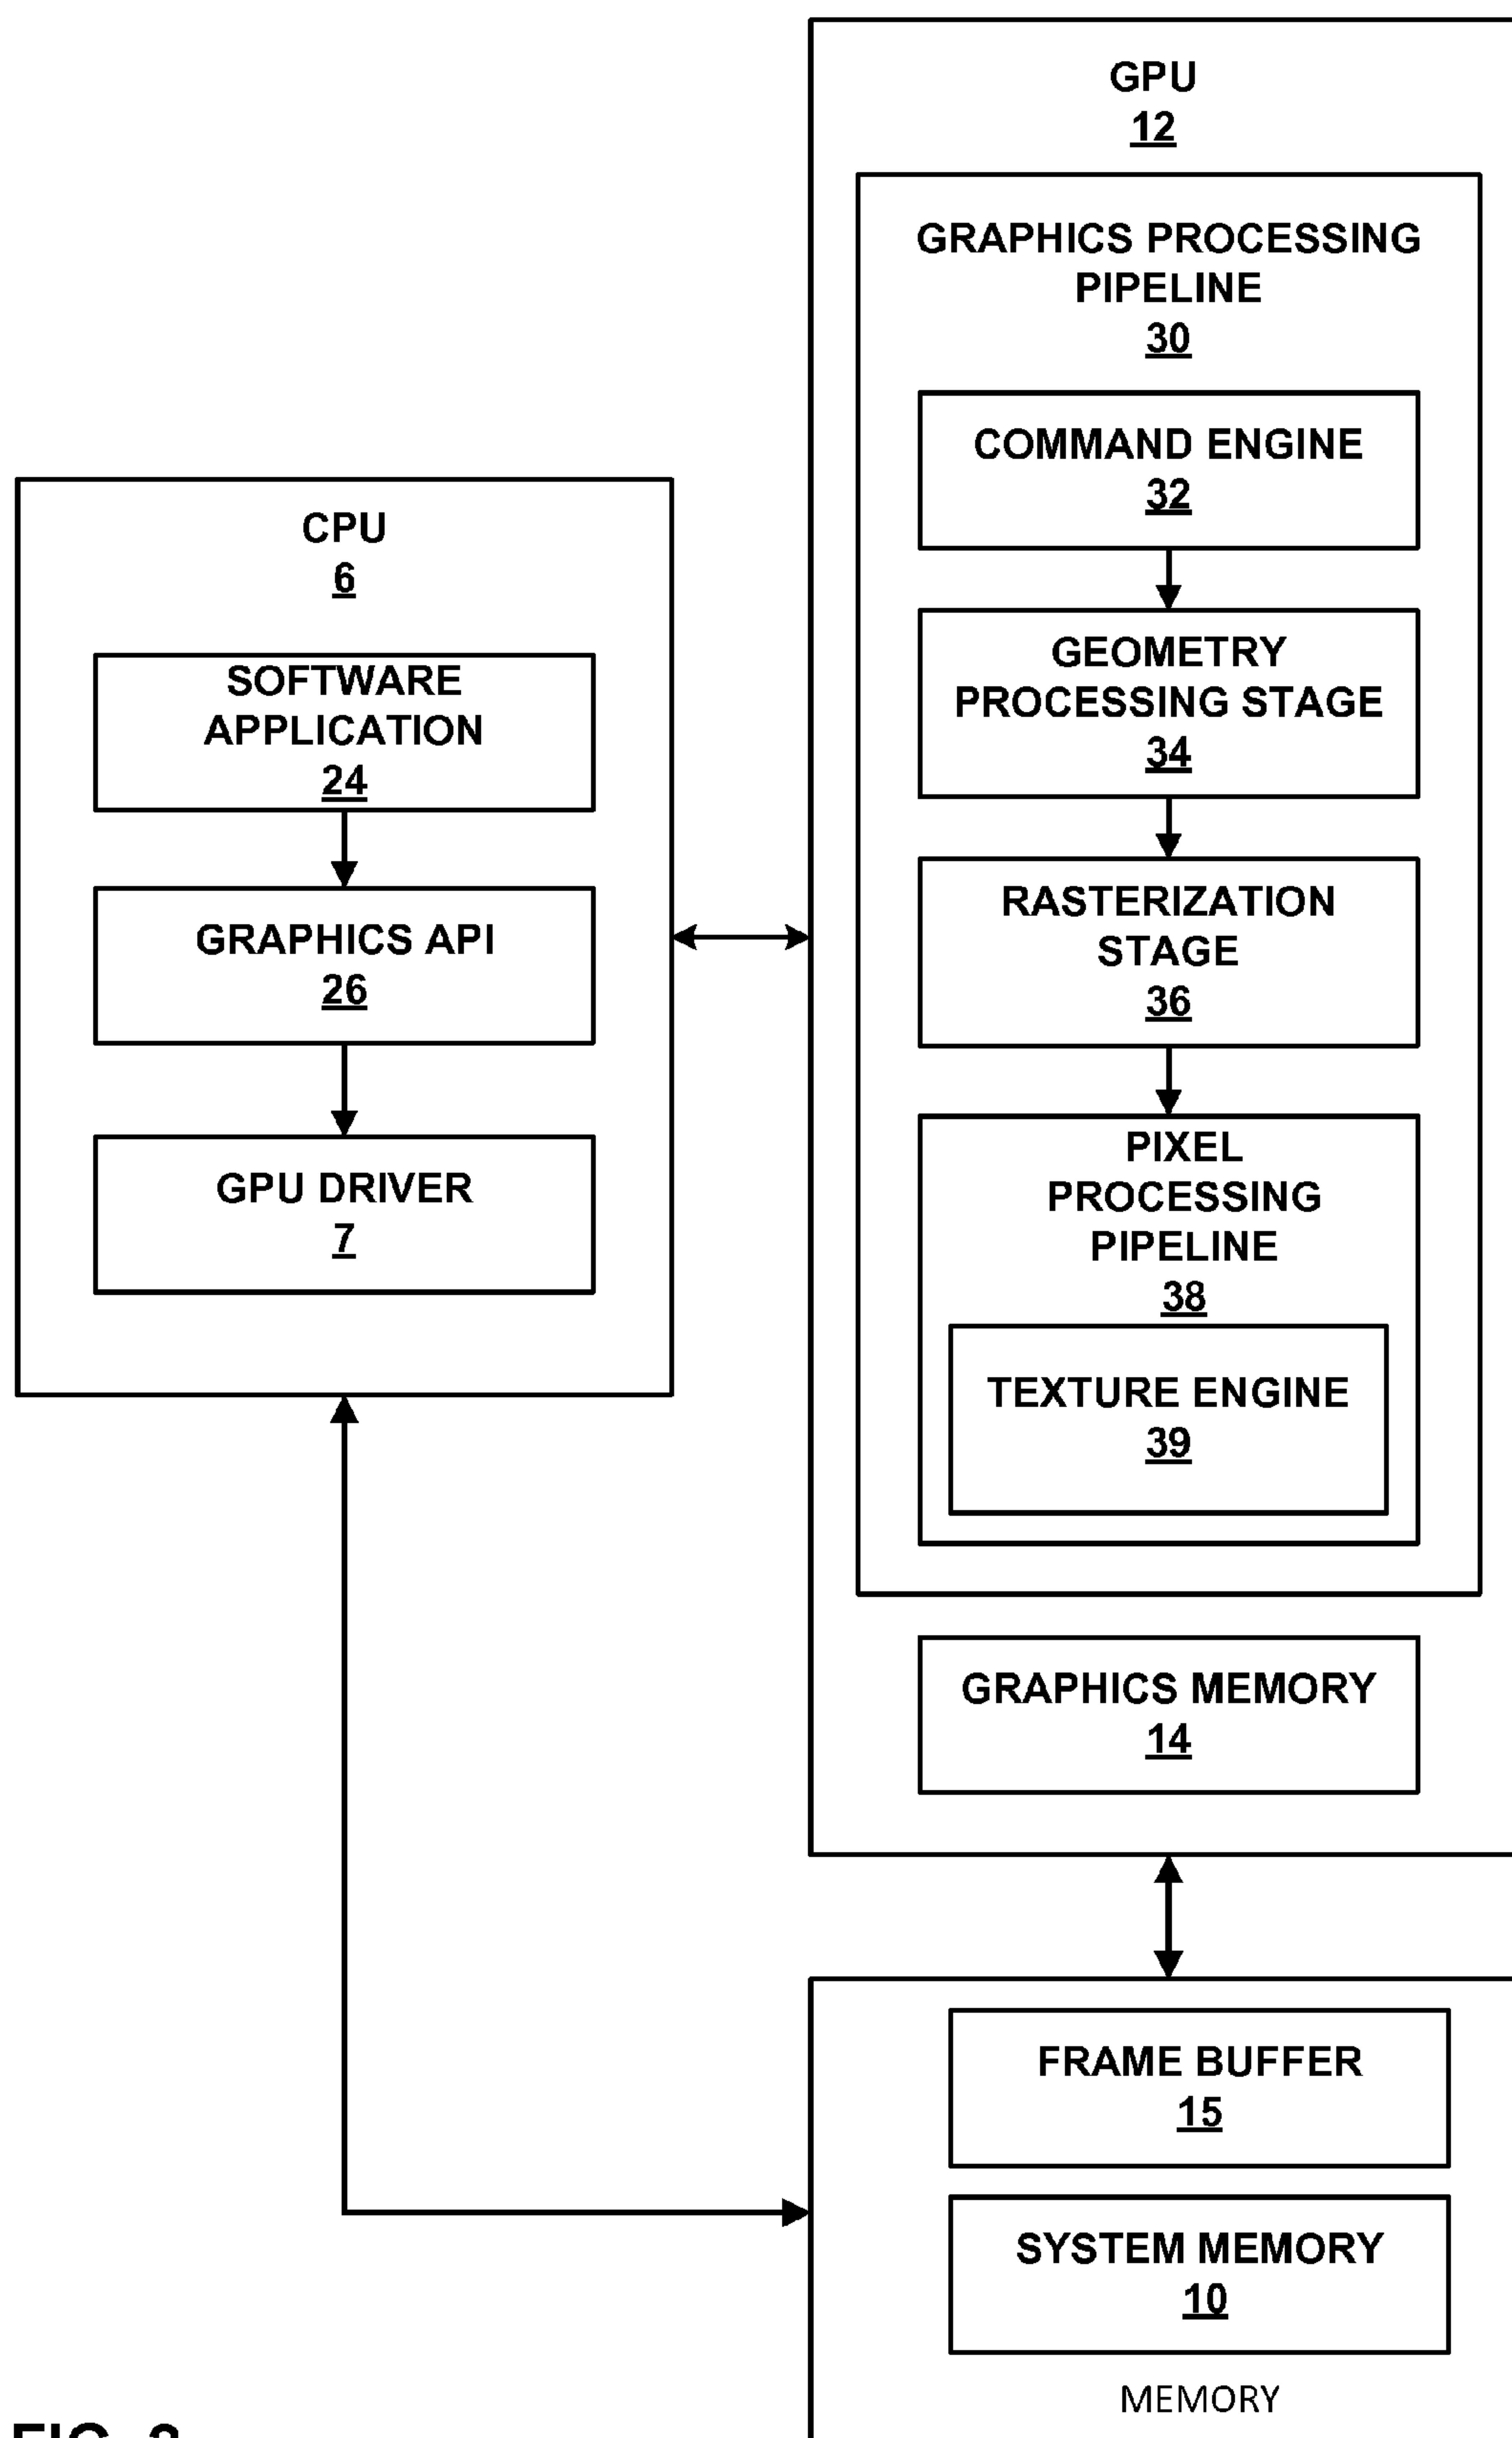 GPU
12
GRAPHICS PROCESSING
PIPELINE
30
COMMAND ENGINE
32
GEOMETRY
PROCESSING STAGE
34
RASTERIZATION
STAGE
36
PIXEL
PROCESSING
PIPELINE
38
TEXTURE ENGINE
39
GRAPHICS MEMORY
14
CPU
6
SOFTWARE
APPLICATION
24
GRAPHICS API
26
GPU DRIVER
7
FRAME BUFFER
15
SYSTEM MEMORY
10
MEMORY
FIG.